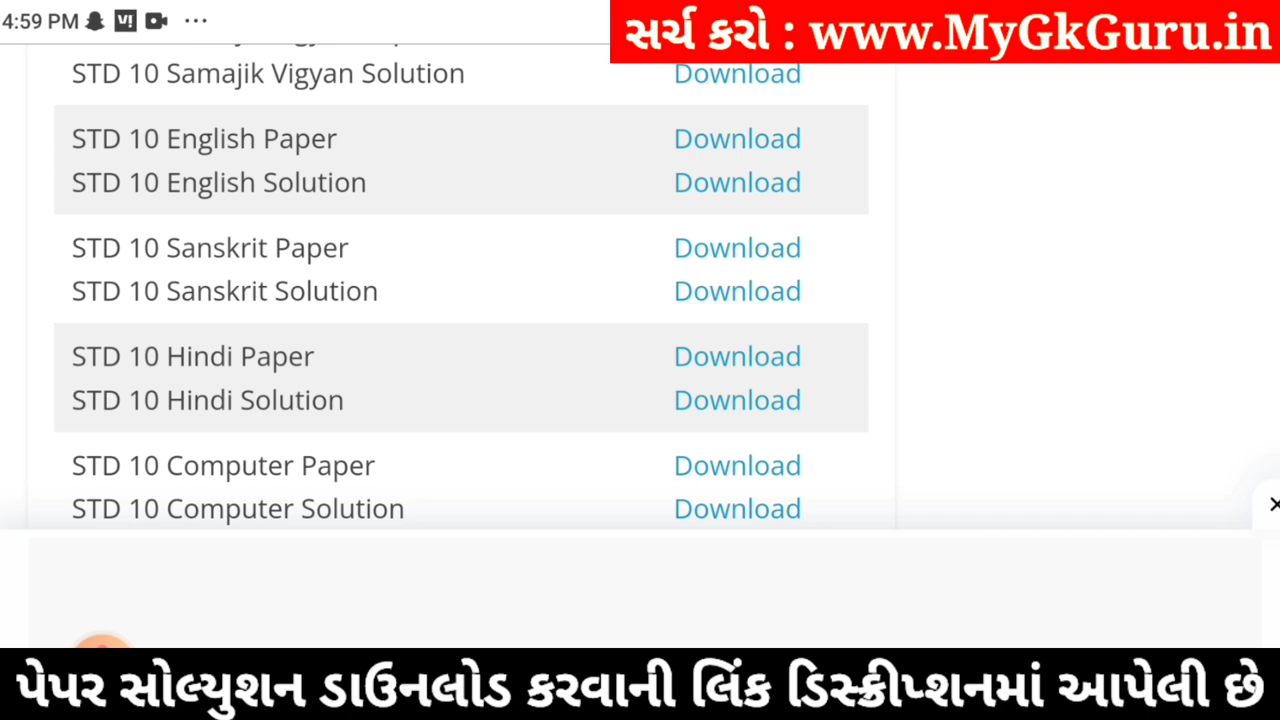 4:59 PM
સર્ચ કરો : www.MyGkGuru.in
STD 10 Samajik Vigyan Solution Download
STD 10 English Paper Download
STD 10 English Solution Download
STD 10 Sanskrit Paper Download
STD 10 Sanskrit Solution Download
STD 10 Hindi Paper Download
STD 10 Hindi Solution Download
STD 10 Computer Paper Download
STD 10 Computer Solution Download
પેપર સોલ્યુશન ડાઉનલોડ કરવાની લિંક ડિસ્ક્રીપ્શનમાં આપેલી છે